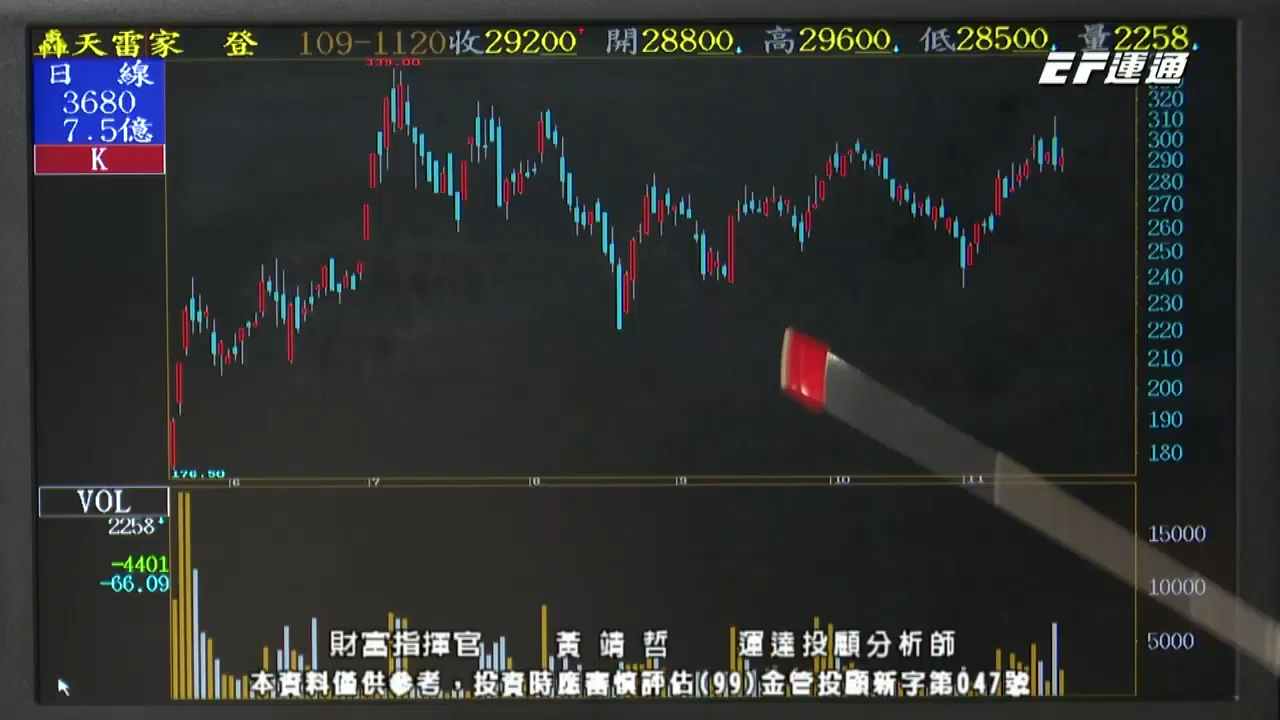 轟天雷家 登 109-1120 收29200 開28800 高29600 低28500 量2258
EF運通
日 線
3680
7.5億
K
339.00
320
310
300
290
280
270
260
250
240
230
220
210
200
190
180
176.50
6 7 8 9 10 11
VOL
2258
-4401
-66.09
15000
10000
5000
財富指揮官 黃靖哲 運達投顧分析師
本資料僅供參考，投資時應審慎評估(99)金管投顧新字第047號